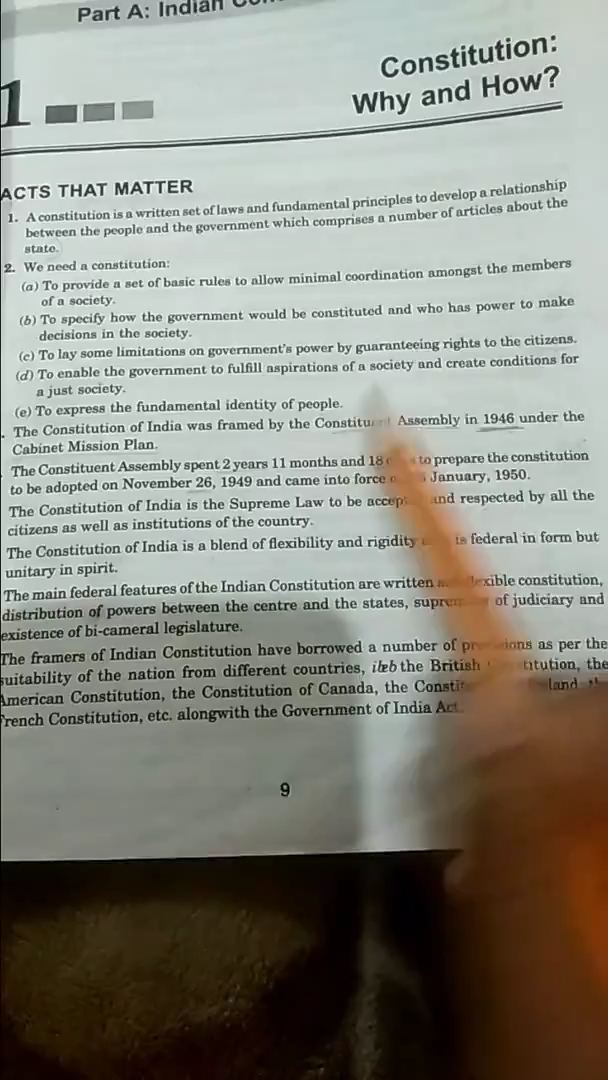 Part A: Indian
1
Constitution:
Why and How?
ACTS THAT MATTER
1. A constitution is a written set of laws and fundamental principles to develop a relationship
between the people and the government which comprises a number of articles about the
state.
2. We need a constitution:
(a) To provide a set of basic rules to allow minimal coordination amongst the members
of a society.
(b) To specify how the government would be constituted and who has power to make
decisions in the society.
(c) To lay some limitations on government's power by guaranteeing rights to the citizens.
(d) To enable the government to fulfill aspirations of a society and create conditions for
a just society.
(e) To express the fundamental identity of people.
. The Constitution of India was framed by the Assembly in 1946 under the
Cabinet Mission Plan.
The Constituent Assembly spent 2 years 11 months and 18 to prepare the constitution
to be adopted on November 26, 1949 and came into force January, 1950.
The Constitution of India is the Supreme Law to be and respected by all the
citizens as well as institutions of the country.
The Constitution of India is a blend of flexibility and rigidity is federal in form but
unitary in spirit.
The main federal features of the Indian Constitution are written constitution,
distribution of powers between the centre and the states, of judiciary and
existence of bi-cameral legislature.
The framers of Indian Constitution have borrowed a number of as per the
suitability of the nation from different countries, the British the
American Constitution, the Constitution of Canada, the
French Constitution, etc. alongwith the Government of India Act
9